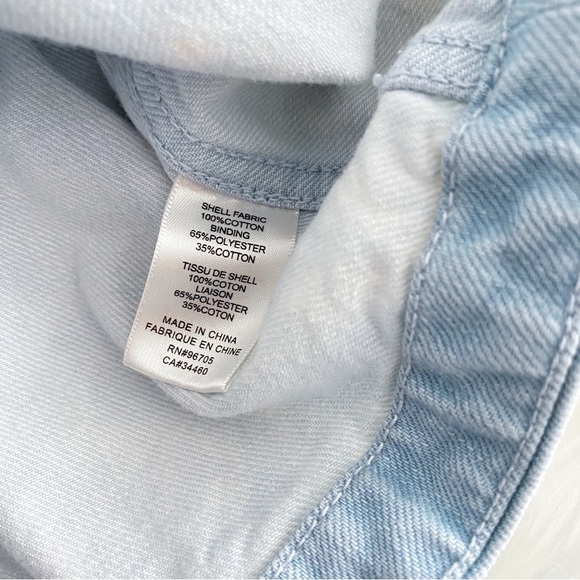 SHELL FABRIC
100%COTTON
BINDING
65%POLYESTER
35%COTTON
TISSU DE SHELL
100%COTON
LIAISON
65%POLYESTER
35%COTON
MADE IN CHINA
FABRIQUE EN CHINE
RN#96705
CA#34460